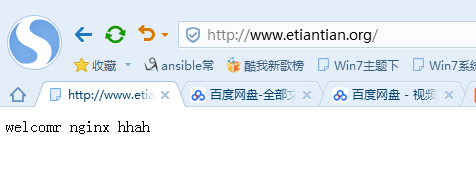 http://www.etiantian.org/
收藏 ansible常 酷我新歌榜 Win7主题下 Win7系统
http://www.etia 百度网盘-全部文 百度网盘 - 视频
welcomr nginx hhah